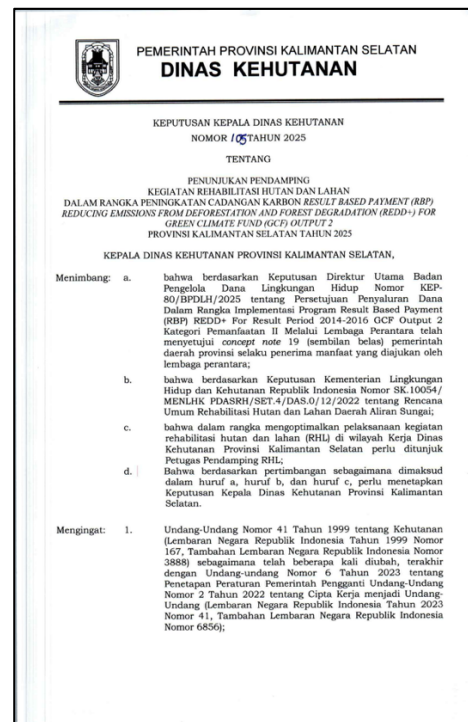 PEMERINTAH PROVINSI KALIMANTAN SELATAN
DINAS KEHUTANAN
KEPUTUSAN KEPALA DINAS KEHUTANAN
NOMOR 105 TAHUN 2025
TENTANG
PENUNJUKAN PENDAMPING
KEGIATAN REHABILITASI HUTAN DAN LAHAN
DALAM RANGKA PENINGKATAN CADANGAN KARBON RESULT BASED PAYMENT (RBP)
REDUCING EMISSIONS FROM DEFORESTATION AND FOREST DEGRADATION (REDD+) FOR
GREEN CLIMATE FUND (GCF) OUTPUT 2
PROVINSI KALIMANTAN SELATAN TAHUN 2025
KEPALA DINAS KEHUTANAN PROVINSI KALIMANTAN SELATAN,
Menimbang: a. bahwa berdasarkan Keputusan Direktur Utama Badan
Pengelola Dana Lingkungan Hidup Nomor KEP-
80/BPDLH/2025 tentang Persetujuan Penyaluran Dana
Dalam Rangka Implementasi Program Result Based Payment
(RBP) REDD+ For Result Period 2014-2016 GCF Output 2
Kategori Pemanfaatan II Melalui Lembaga Perantara telah
menyetujui concept note 19 (sembilan belas) pemerintah
daerah provinsi selaku penerima manfaat yang diajukan oleh
lembaga perantara;
b. bahwa berdasarkan Keputusan Kementerian Lingkungan
Hidup dan Kehutanan Republik Indonesia Nomor SK.10054/
MENLHK PDASRH/SET.4/DAS.0/12/2022 tentang Rencana
Umum Rehabilitasi Hutan dan Lahan Daerah Aliran Sungai;
c. bahwa dalam rangka mengoptimalkan pelaksanaan kegiatan
rehabilitasi hutan dan lahan (RHL) di wilayah Kerja Dinas
Kehutanan Provinsi Kalimantan Selatan perlu ditunjuk
Petugas Pendamping RHL;
d. Bahwa berdasarkan pertimbangan sebagaimana dimaksud
dalam huruf a, huruf b, dan huruf c, perlu menetapkan
Keputusan Kepala Dinas Kehutanan Provinsi Kalimantan
Selatan.
Mengingat: 1. Undang-Undang Nomor 41 Tahun 1999 tentang Kehutanan
(Lembaran Negara Republik Indonesia Tahun 1999 Nomor
167, Tambahan Lembaran Negara Republik Indonesia Nomor
3888) sebagaimana telah beberapa kali diubah, terakhir
dengan Undang-undang Nomor 6 Tahun 2023 tentang
Penetapan Peraturan Pemerintah Pengganti Undang-Undang
Nomor 2 Tahun 2022 tentang Cipta Kerja menjadi Undang-
Undang (Lembaran Negara Republik Indonesia Tahun 2023
Nomor 41, Tambahan Lembaran Negara Republik Indonesia
Nomor 6856);